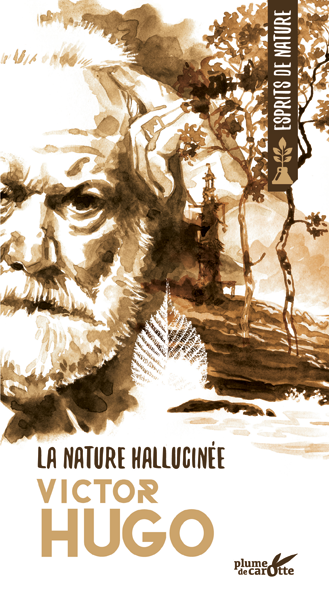 ESPRITS DE NATURE
LA NATURE HALLUCINÉE
VICTOR
HUGO
plume
de carotte